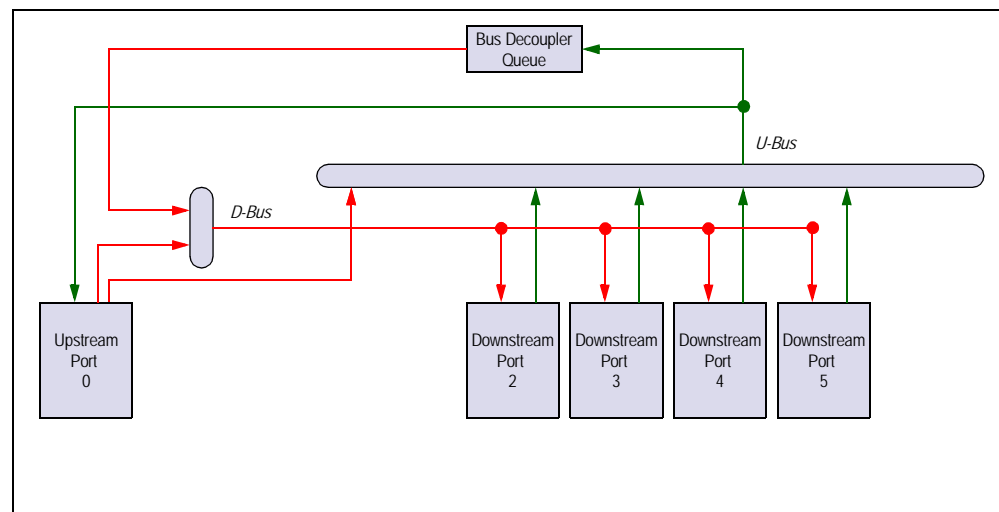 Bus Decoupler
Queue
U-Bus
D-Bus
Upstream
Port
0
Downstream
Port
2
Downstream
Port
3
Downstream
Port
4
Downstream
Port
5